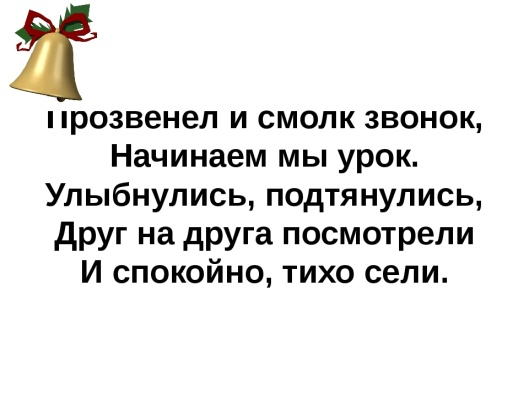 Прозвенел и смолк звонок,
Начинаем мы урок.
Улыбнулись, подтянулись,
Друг на друга посмотрели
И спокойно, тихо сели.